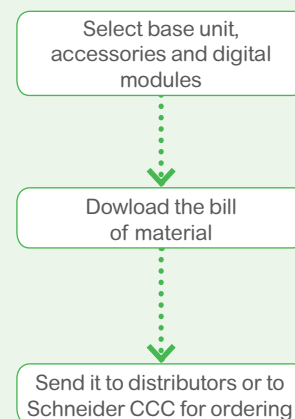 Select base unit,
accessories and digital
modules
Dowload the bill
of material
Send it to distributors or to
Schneider CCC for ordering